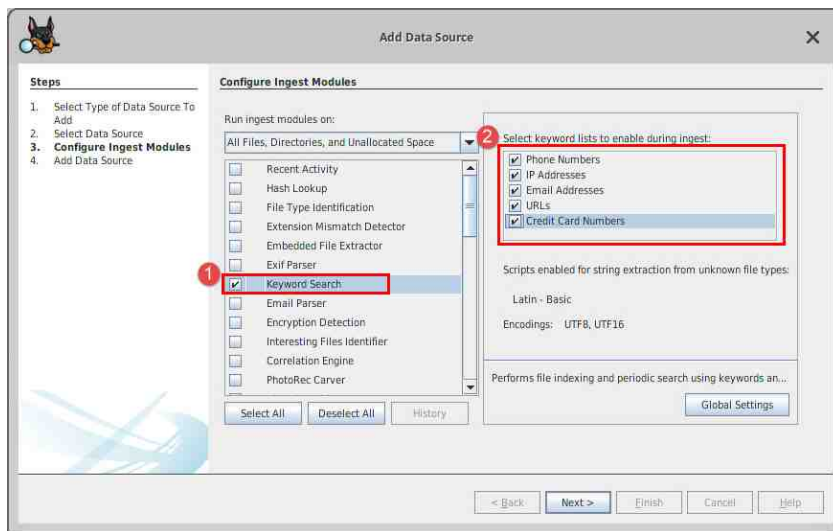 Add Data Source
Steps
1. Select Type of Data Source To
Add
2. Select Data Source
3. Configure Ingest Modules
4. Add Data Source
Configure Ingest Modules
Run ingest modules on:
All Files, Directories, and Unallocated Space
Recent Activity
Hash Lookup
File Type Identification
Extension Mismatch Detector
Embedded File Extractor
Exif Parser
1
Keyword Search
Email Parser
Encryption Detection
Interesting Files Identifier
Correlation Engine
PhotoRec Carver
Select All
Deselect All
History
2
Select keyword lists to enable during ingest:
Phone Numbers
IP Addresses
Email Addresses
URLs
Credit Card Numbers
Scripts enabled for string extraction from unknown file types:
Latin - Basic
Encodings: UTF8, UTF16
Performs file indexing and periodic search using keywords an...
Global Settings
< Back
Next >
Finish
Cancel
Help